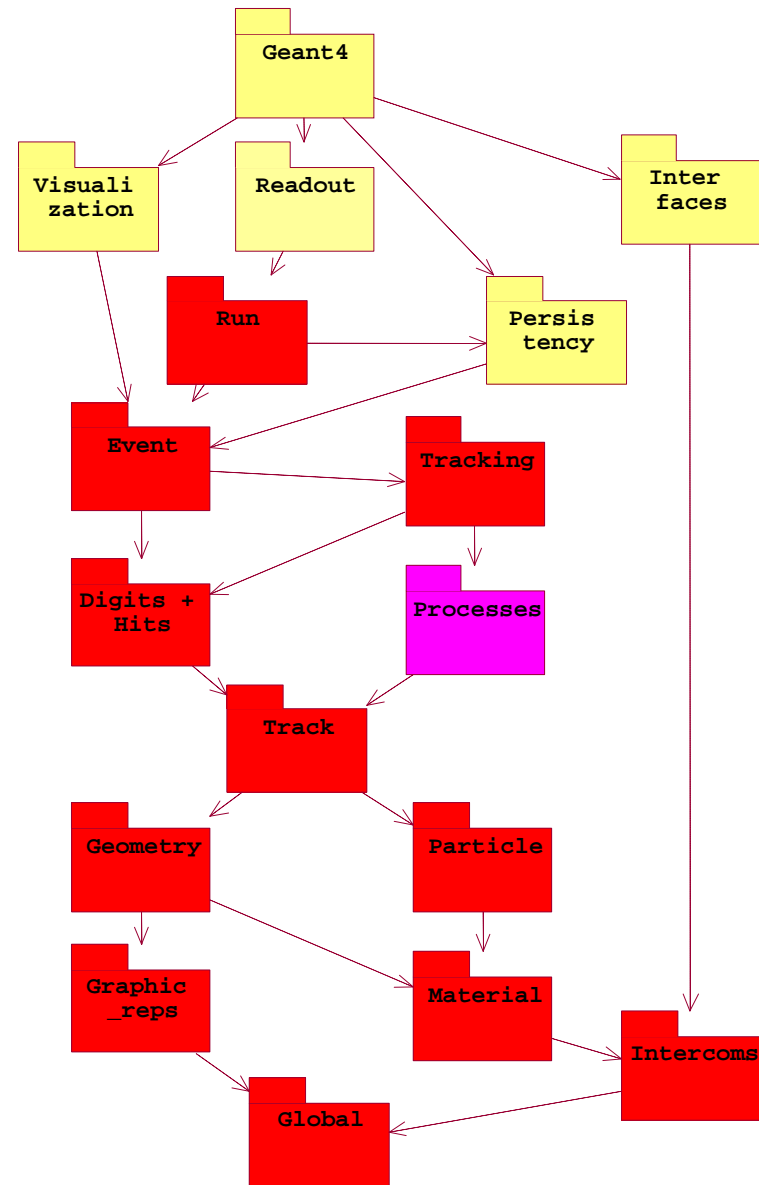 Geant4
Visuali
zation
Readout
Inter
faces
Run
Persis
tency
Event
Tracking
Digits +
Hits
Processes
Track
Geometry
Particle
Graphic
_reps
Material
Intercoms
Global